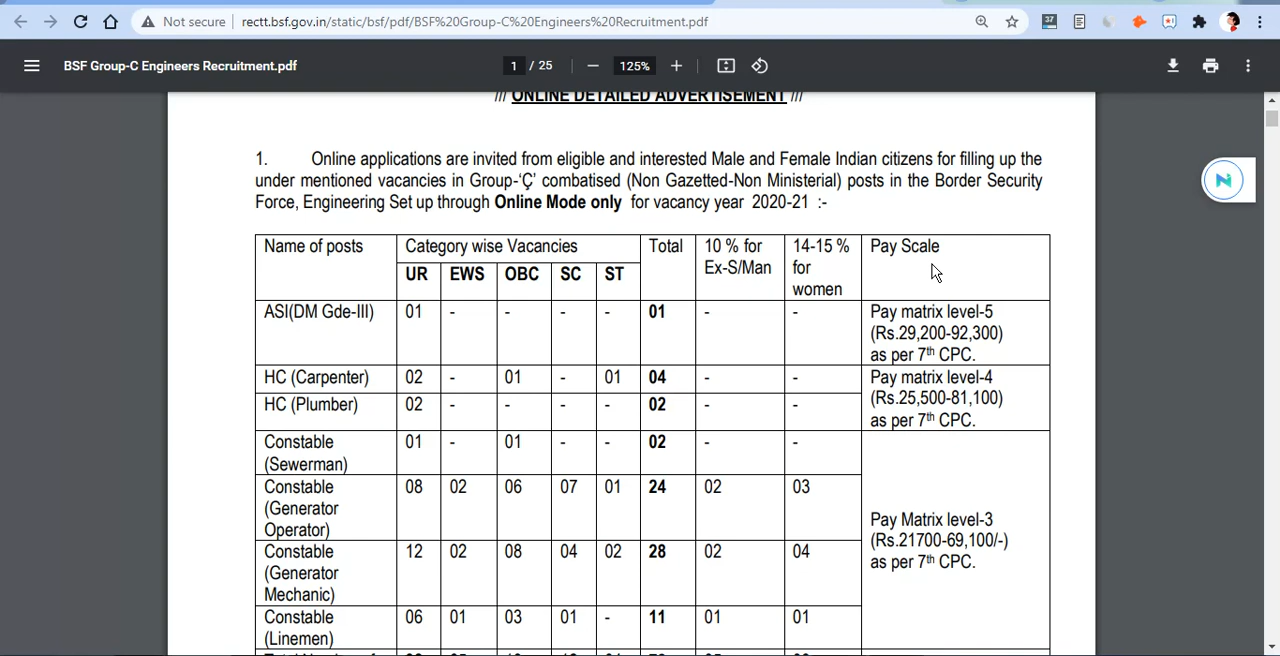 Not secure | rectt.bsf.gov.in/static/bsf/pdf/BSF%20Group-C%20Engineers%20Recruitment.pdf
37
BSF Group-C Engineers Recruitment.pdf 1 / 25 125%
/// ONLINE DETAILED ADVERTISEMENT ///
1. Online applications are invited from eligible and interested Male and Female Indian citizens for filling up the
under mentioned vacancies in Group-‘Ç’ combatised (Non Gazetted-Non Ministerial) posts in the Border Security
Force, Engineering Set up through Online Mode only for vacancy year 2020-21 :-
Name of posts Category wise Vacancies Total 10 % for Ex-S/Man 14-15 % for women Pay Scale
UR EWS OBC SC ST
ASI(DM Gde-III) 01 - - - - 01 - - Pay matrix level-5
(Rs.29,200-92,300)
as per 7th CPC.
HC (Carpenter) 02 - 01 - 01 04 - - Pay matrix level-4
(Rs.25,500-81,100)
HC (Plumber) 02 - - - - 02 - - as per 7th CPC.
Constable (Sewerman) 01 - 01 - - 02 - -
Constable (Generator Operator) 08 02 06 07 01 24 02 03
Pay Matrix level-3
(Rs.21700-69,100/-)
as per 7th CPC.
Constable (Generator Mechanic) 12 02 08 04 02 28 02 04
Constable (Linemen) 06 01 03 01 - 11 01 01